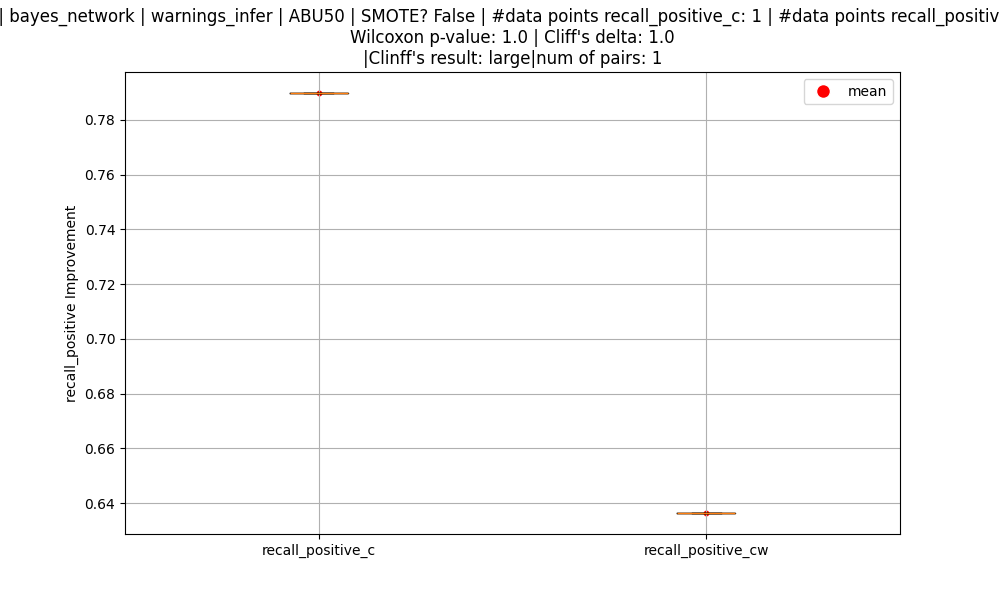 | bayes_network | warnings_infer | ABU50 | SMOTE? False | #data points recall_positive_c: 1 | #data points
Wilcoxon p-value: 1.0 | Cliff's delta: 1.0
|Clinff's result: large|num of pairs: 1
mean
recall_positive Improvement
0.78
0.76
0.74
0.72
0.70
0.68
0.66
0.64
recall_positive_c
recall_positive_cw